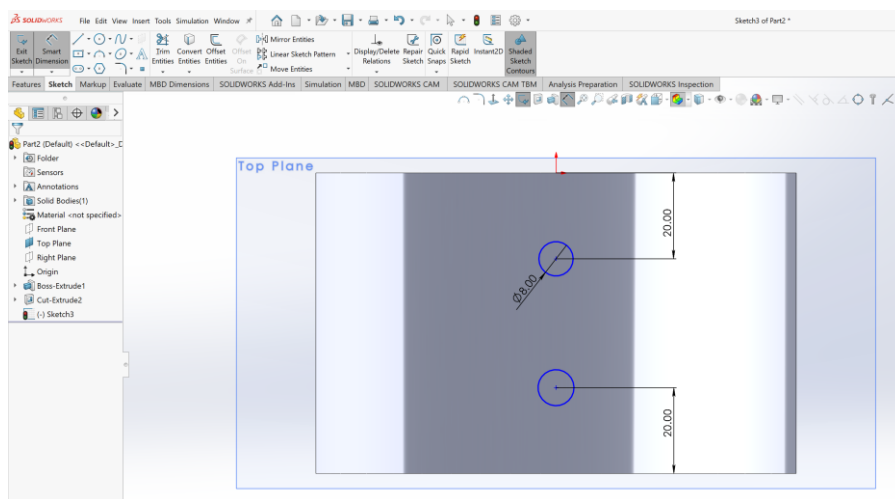 SOLIDWORKS File Edit View Insert Tools Simulation Window Sketch3 of Part2 *
Exit Sketch
Smart Dimension
Trim Entities
Convert Entities
Offset Entities
Offset On Surface
Mirror Entities
Linear Sketch Pattern
Move Entities
Display/Delete Relations
Repair Sketch
Quick Snaps
Rapid Sketch
Instant2D
Shaded Sketch Contours
Features Sketch Markup Evaluate MBD Dimensions SOLIDWORKS Add-Ins Simulation MBD SOLIDWORKS CAM SOLIDWORKS CAM TBM Analysis Preparation SOLIDWORKS Inspection
Part2 (Default) <<Default>_D
Folder
Sensors
Annotations
Solid Bodies(1)
Material <not specified>
Front Plane
Top Plane
Right Plane
Origin
Boss-Extrude1
Cut-Extrude2
(-) Sketch3
Top Plane
20.00
Ø8.00
20.00